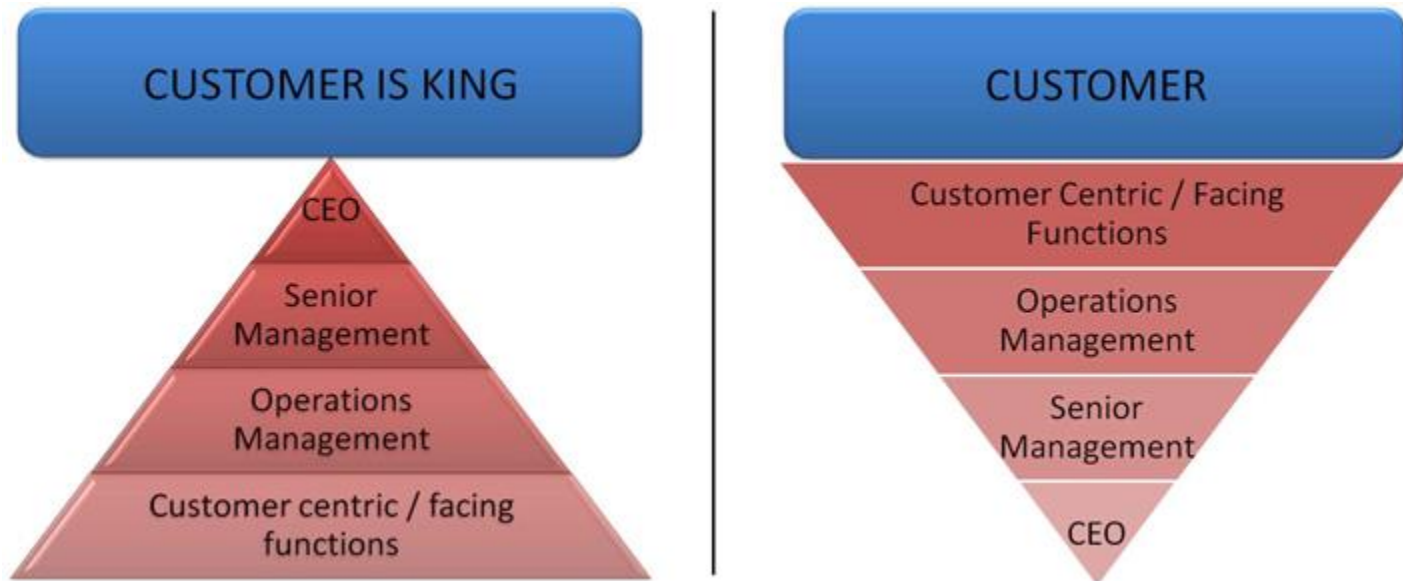 CUSTOMER IS KING
CEO
Senior
Management
Operations
Management
Customer centric / facing
functions
CUSTOMER
Customer Centric / Facing
Functions
Operations
Management
Senior
Management
CEO